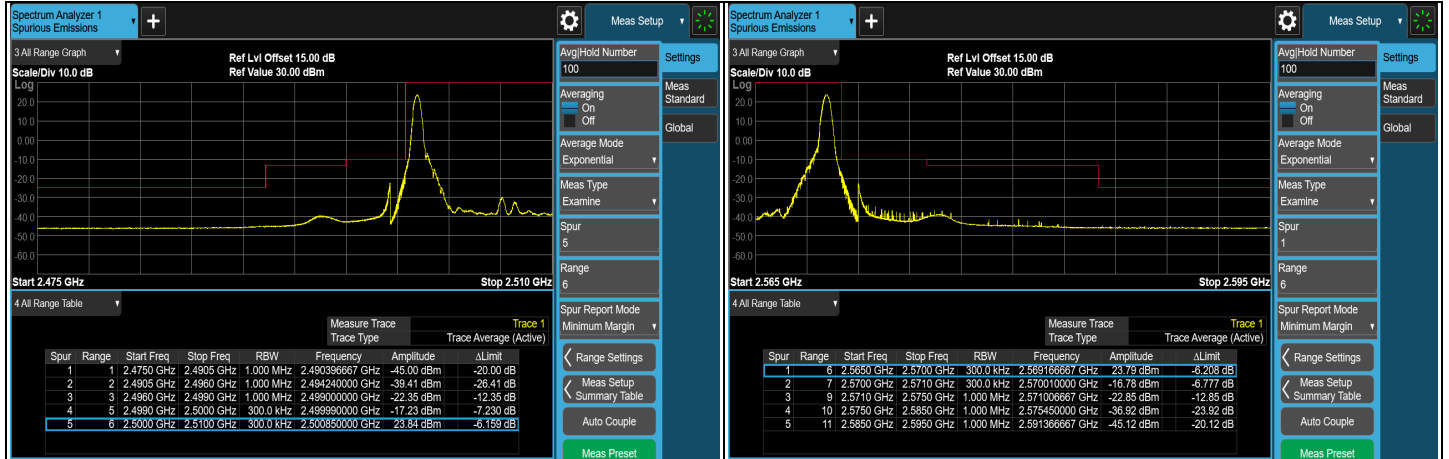 Spectrum Analyzer 1
Spurious Emissions
+
Meas Setup
3 All Range Graph
Scale/Div 10.0 dB
Ref Lvl Offset 15.00 dB
Ref Value 30.00 dBm
Log
20.0
10.0
0.00
-10.0
-20.0
-30.0
-40.0
-50.0
-60.0
Start 2.475 GHz
Stop 2.510 GHz
4 All Range Table
Measure Trace Trace 1
Trace Type Trace Average (Active)
Spur Range Start Freq Stop Freq RBW Frequency Amplitude ΔLimit
1 1 2.4750 GHz 2.4905 GHz 1.000 MHz 2.490396667 GHz -45.00 dBm -20.00 dB
2 2 2.4905 GHz 2.4960 GHz 1.000 MHz 2.494240000 GHz -39.41 dBm -26.41 dB
3 3 2.4960 GHz 2.4990 GHz 1.000 MHz 2.499000000 GHz -22.35 dBm -12.35 dB
4 5 2.4990 GHz 2.5000 GHz 300.0 kHz 2.499990000 GHz -17.23 dBm -7.230 dB
5 6 2.5000 GHz 2.5100 GHz 300.0 kHz 2.500850000 GHz 23.84 dBm -6.159 dB
Avg|Hold Number
100
Averaging
On
Off
Average Mode
Exponential
Meas Type
Examine
Spur
5
Range
6
Spur Report Mode
Minimum Margin
Range Settings
Meas Setup
Summary Table
Auto Couple
Meas Preset
Settings
Meas
Standard
Global
Spectrum Analyzer 1
Spurious Emissions
+
Meas Setup
3 All Range Graph
Scale/Div 10.0 dB
Ref Lvl Offset 15.00 dB
Ref Value 30.00 dBm
Log
20.0
10.0
0.00
-10.0
-20.0
-30.0
-40.0
-50.0
-60.0
Start 2.565 GHz
Stop 2.595 GHz
4 All Range Table
Measure Trace Trace 1
Trace Type Trace Average (Active)
Spur Range Start Freq Stop Freq RBW Frequency Amplitude ΔLimit
1 6 2.5650 GHz 2.5700 GHz 300.0 kHz 2.569166667 GHz 23.79 dBm -6.208 dB
2 7 2.5700 GHz 2.5710 GHz 300.0 kHz 2.570010000 GHz -16.78 dBm -6.777 dB
3 9 2.5710 GHz 2.5750 GHz 1.000 MHz 2.571006667 GHz -22.85 dBm -12.85 dB
4 10 2.5750 GHz 2.5850 GHz 1.000 MHz 2.575450000 GHz -36.92 dBm -23.92 dB
5 11 2.5850 GHz 2.5950 GHz 1.000 MHz 2.591366667 GHz -45.12 dBm -20.12 dB
Avg|Hold Number
100
Averaging
On
Off
Average Mode
Exponential
Meas Type
Examine
Spur
1
Range
6
Spur Report Mode
Minimum Margin
Range Settings
Meas Setup
Summary Table
Auto Couple
Meas Preset
Settings
Meas
Standard
Global